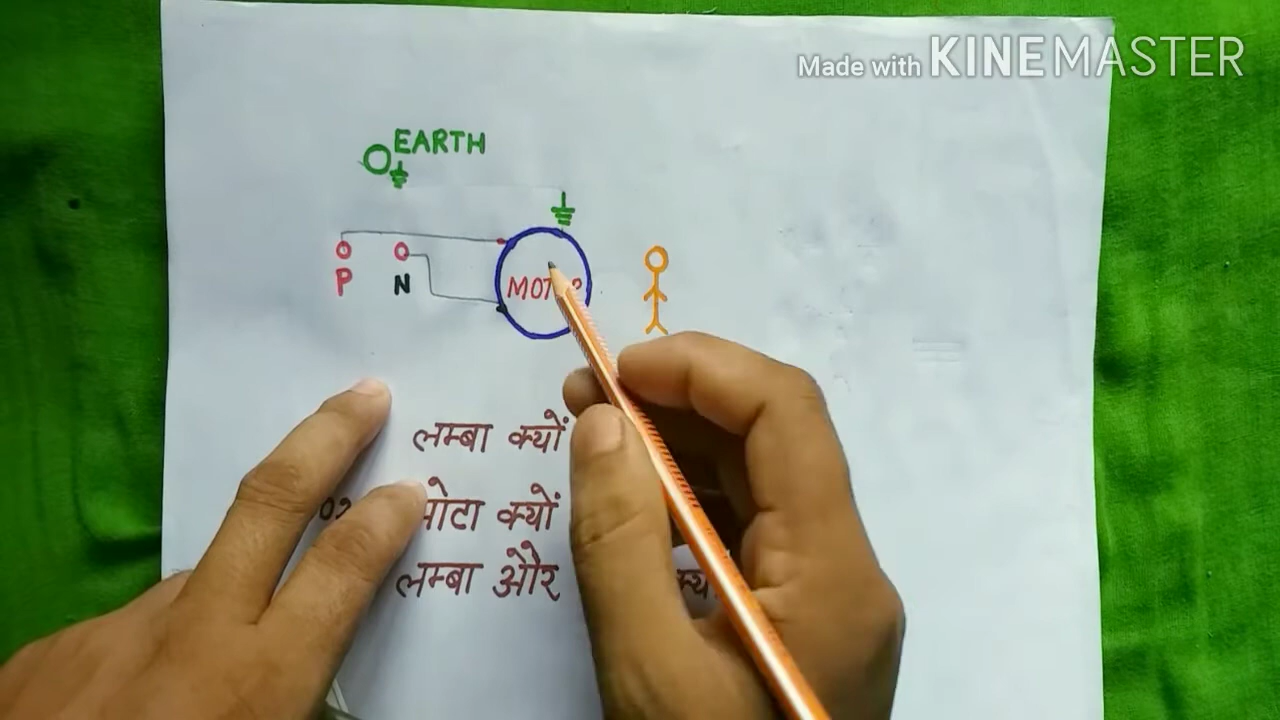 Made with KINEMASTER
EARTH
P N
लम्बा क्यों
मोटा क्यों
लम्बा और